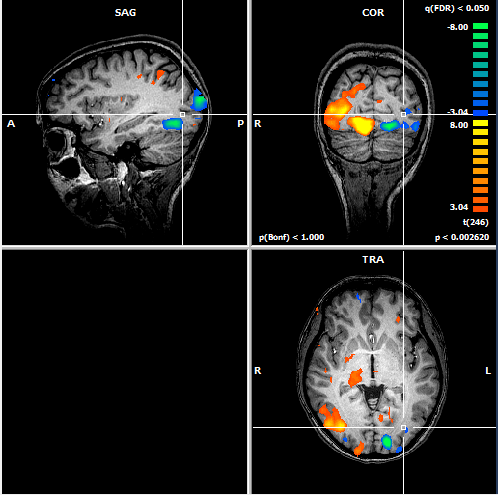 SAG
A
P
COR
q(FDR) < 0.050
-8.00
-3.04
8.00
R
3.04
t(246)
p(Bonf) < 1.000
p < 0.002620
TRA
R
L